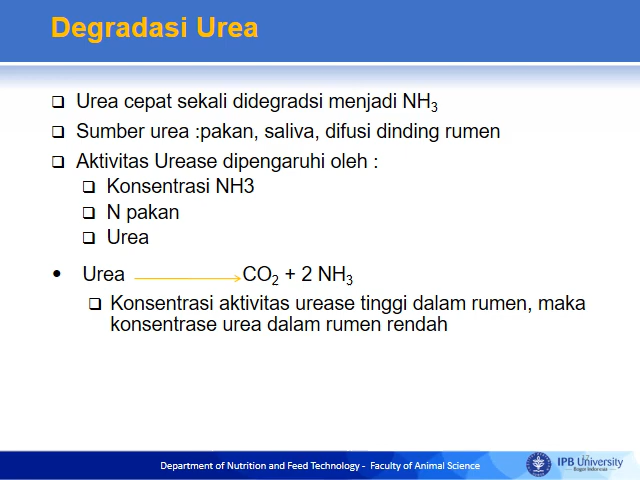 Degradasi Urea
❑ Urea cepat sekali didegradsi menjadi NH₃
❑ Sumber urea :pakan, saliva, difusi dinding rumen
❑ Aktivitas Urease dipengaruhi oleh :
❑ Konsentrasi NH3
❑ N pakan
❑ Urea
• Urea → CO₂ + 2 NH₃
❑ Konsentrasi aktivitas urease tinggi dalam rumen, maka
konsentrase urea dalam rumen rendah
Department of Nutrition and Feed Technology - Faculty of Animal Science
IPB University
Bogor Indonesia